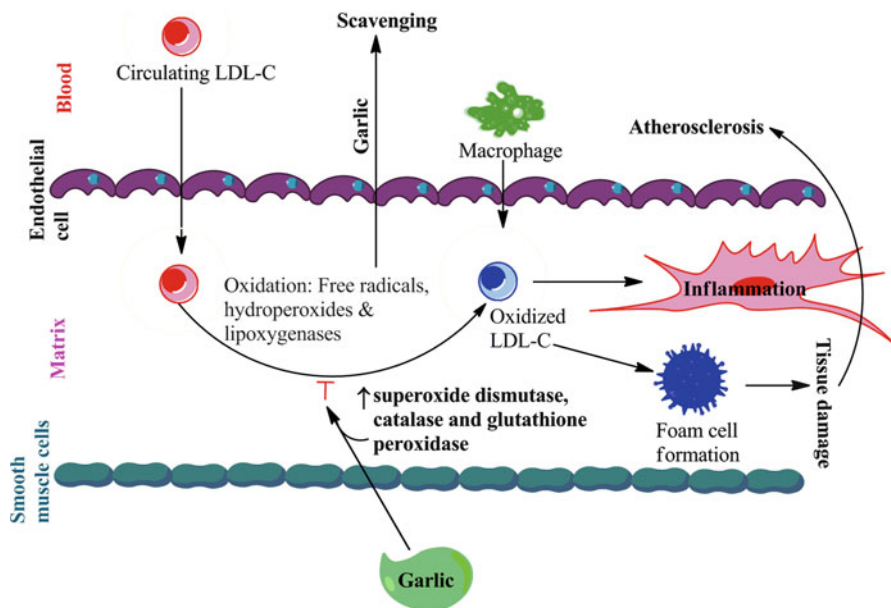 Scavenging
Circulating LDL-C
Blood
Garlic
Macrophage
Atherosclerosis
Endothelial
cell
Oxidation: Free radicals,
hydroperoxides &
lipoxygenases
Oxidized
LDL-C
Inflammation
Matrix
↑ superoxide dismutase,
catalase and glutathione
peroxidase
Foam cell
formation
Tissue damage
Smooth
muscle cells
Garlic